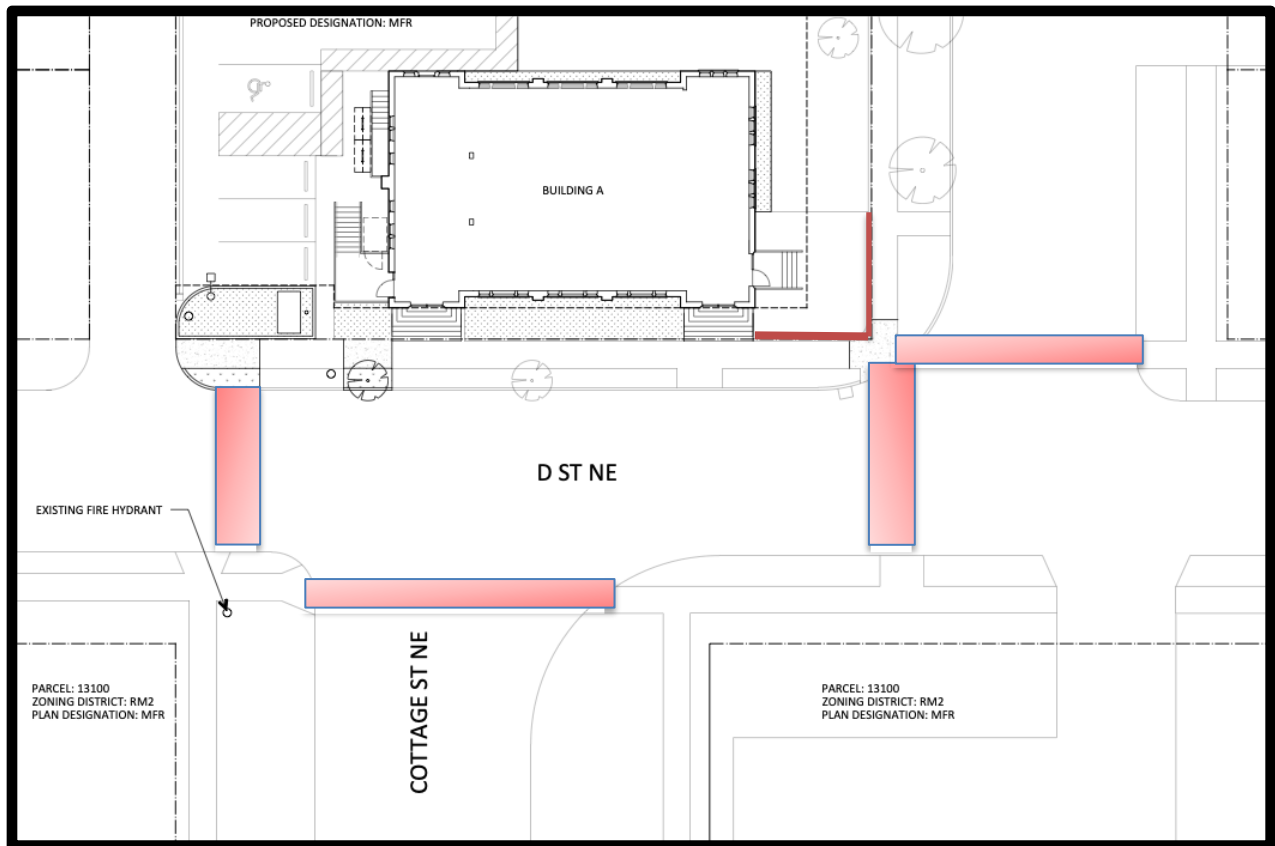 PROPOSED DESIGNATION: MFR
BUILDING A
D ST NE
EXISTING FIRE HYDRANT
COTTAGE ST NE
PARCEL: 13100
ZONING DISTRICT: RM2
PLAN DESIGNATION: MFR
PARCEL: 13100
ZONING DISTRICT: RM2
PLAN DESIGNATION: MFR